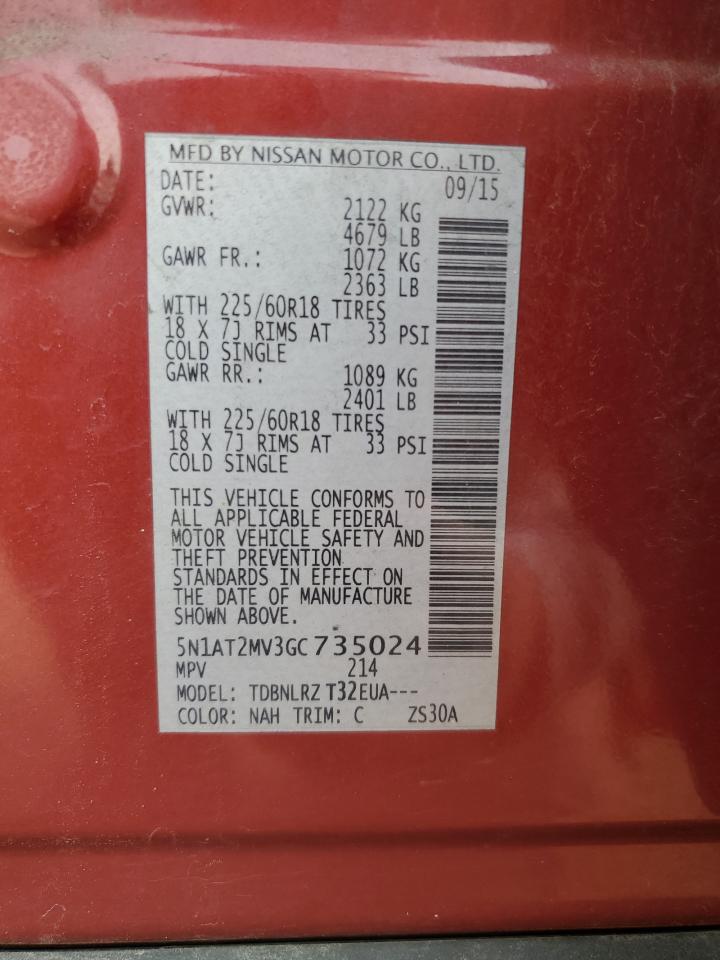 MFD BY NISSAN MOTOR CO., LTD.
DATE: 09/15
GVWR: 2122 KG
4679 LB
GAWR FR.: 1072 KG
2363 LB
WITH 225/60R18 TIRES
18 X 7J RIMS AT 33 PSI
COLD SINGLE
GAWR RR.: 1089 KG
2401 LB
WITH 225/60R18 TIRES
18 X 7J RIMS AT 33 PSI
COLD SINGLE
THIS VEHICLE CONFORMS TO
ALL APPLICABLE FEDERAL
MOTOR VEHICLE SAFETY AND
THEFT PREVENTION
STANDARDS IN EFFECT ON
THE DATE OF MANUFACTURE
SHOWN ABOVE.
5N1AT2MV3GC735024
MPV 214
MODEL: TDBNLRZ T32EUA---
COLOR: NAH TRIM: C ZS30A